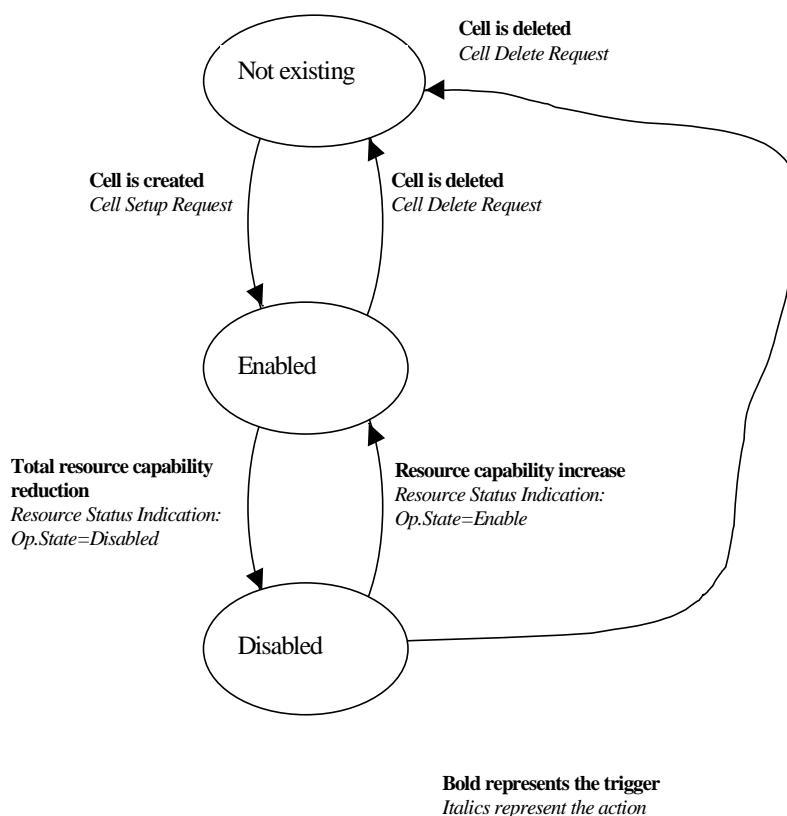 Cell is deleted
Cell Delete Request
Not existing
Cell is created
Cell Setup Request
Cell is deleted
Cell Delete Request
Enabled
Total resource capability
reduction
Resource Status Indication:
Op.State=Disabled
Resource capability increase
Resource Status Indication:
Op.State=Enable
Disabled
Bold represents the trigger
Italics represent the action